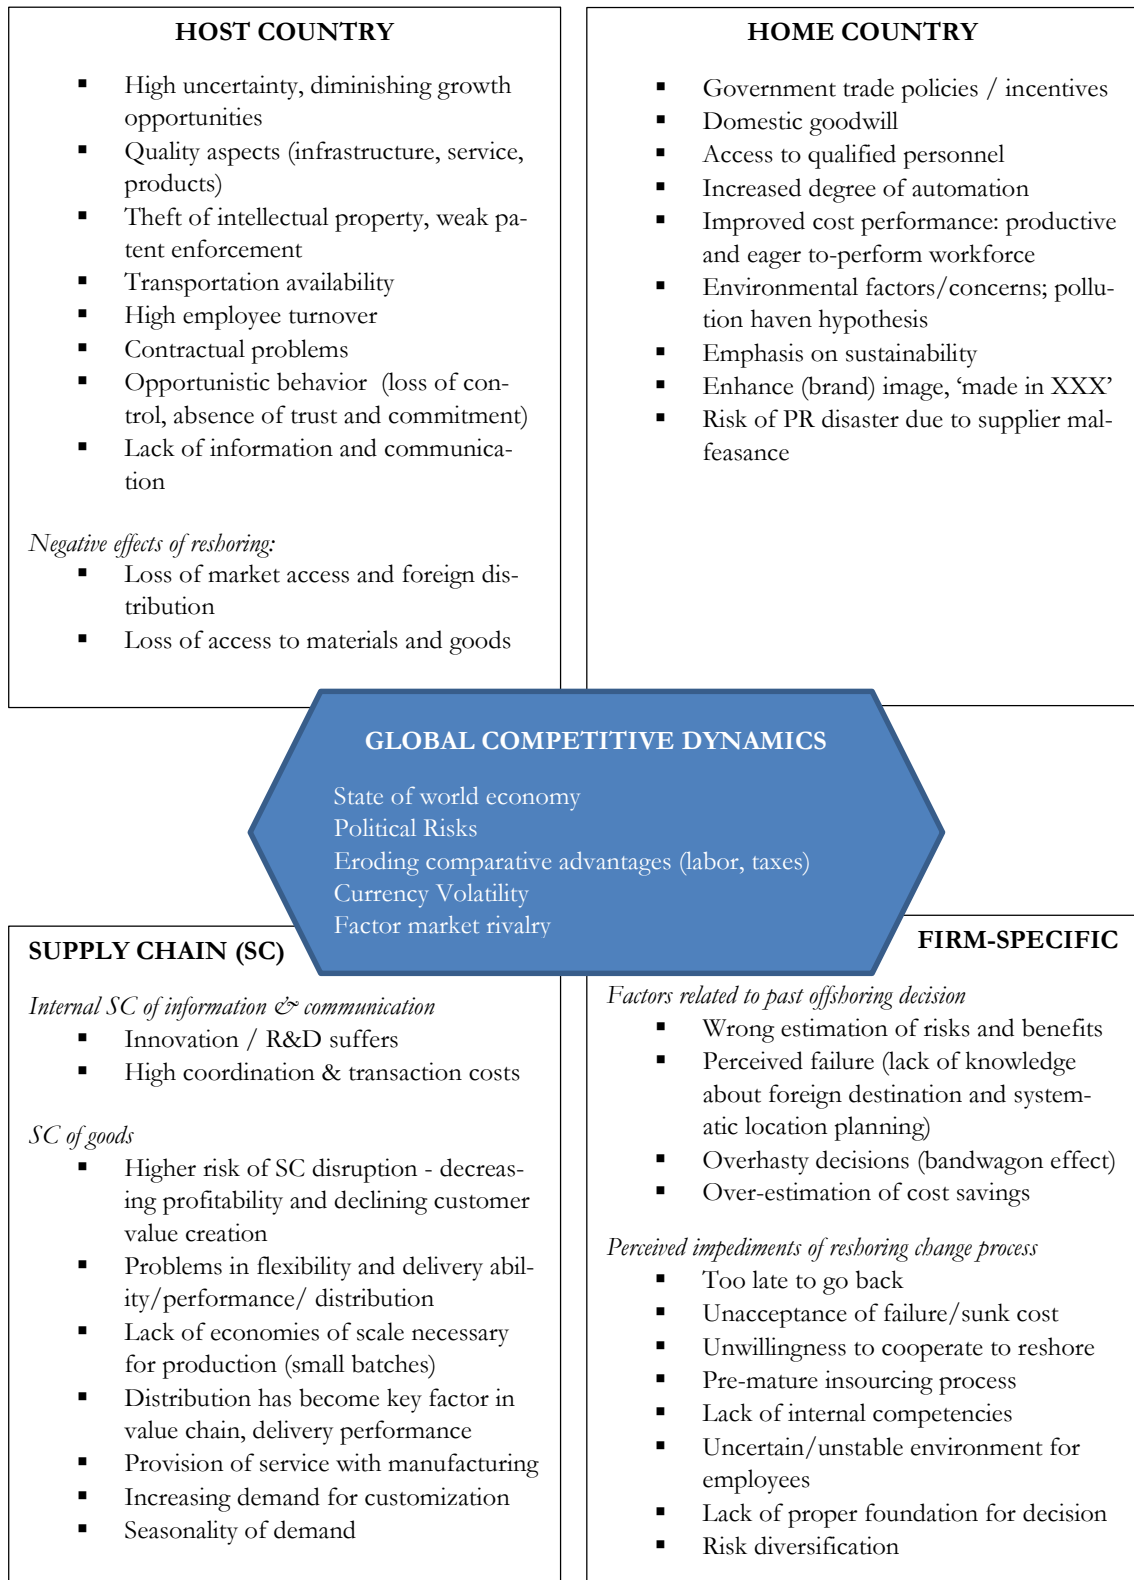 HOST COUNTRY
▪ High uncertainty, diminishing growth
opportunities
▪ Quality aspects (infrastructure, service,
products)
▪ Theft of intellectual property, weak pa-
tent enforcement
▪ Transportation availability
▪ High employee turnover
▪ Contractual problems
▪ Opportunistic behavior (loss of con-
trol, absence of trust and commitment)
▪ Lack of information and communica-
tion
Negative effects of reshoring:
▪ Loss of market access and foreign dis-
tribution
▪ Loss of access to materials and goods
HOME COUNTRY
▪ Government trade policies / incentives
▪ Domestic goodwill
▪ Access to qualified personnel
▪ Increased degree of automation
▪ Improved cost performance: productive
and eager to-perform workforce
▪ Environmental factors/concerns; pollu-
tion haven hypothesis
▪ Emphasis on sustainability
▪ Enhance (brand) image, ‘made in XXX’
▪ Risk of PR disaster due to supplier mal-
feasance
GLOBAL COMPETITIVE DYNAMICS
State of world economy
Political Risks
Eroding comparative advantages (labor, taxes)
Currency Volatility
Factor market rivalry
SUPPLY CHAIN (SC)
Internal SC of information & communication
▪ Innovation / R&D suffers
▪ High coordination & transaction costs
SC of goods
▪ Higher risk of SC disruption - decreas-
ing profitability and declining customer
value creation
▪ Problems in flexibility and delivery abil-
ity/performance/ distribution
▪ Lack of economies of scale necessary
for production (small batches)
▪ Distribution has become key factor in
value chain, delivery performance
▪ Provision of service with manufacturing
▪ Increasing demand for customization
▪ Seasonality of demand
FIRM-SPECIFIC
Factors related to past offshoring decision
▪ Wrong estimation of risks and benefits
▪ Perceived failure (lack of knowledge
about foreign destination and system-
atic location planning)
▪ Overhasty decisions (bandwagon effect)
▪ Over-estimation of cost savings
Perceived impediments of reshoring change process
▪ Too late to go back
▪ Unacceptance of failure/sunk cost
▪ Unwillingness to cooperate to reshore
▪ Pre-mature insourcing process
▪ Lack of internal competencies
▪ Uncertain/unstable environment for
employees
▪ Lack of proper foundation for decision
▪ Risk diversification